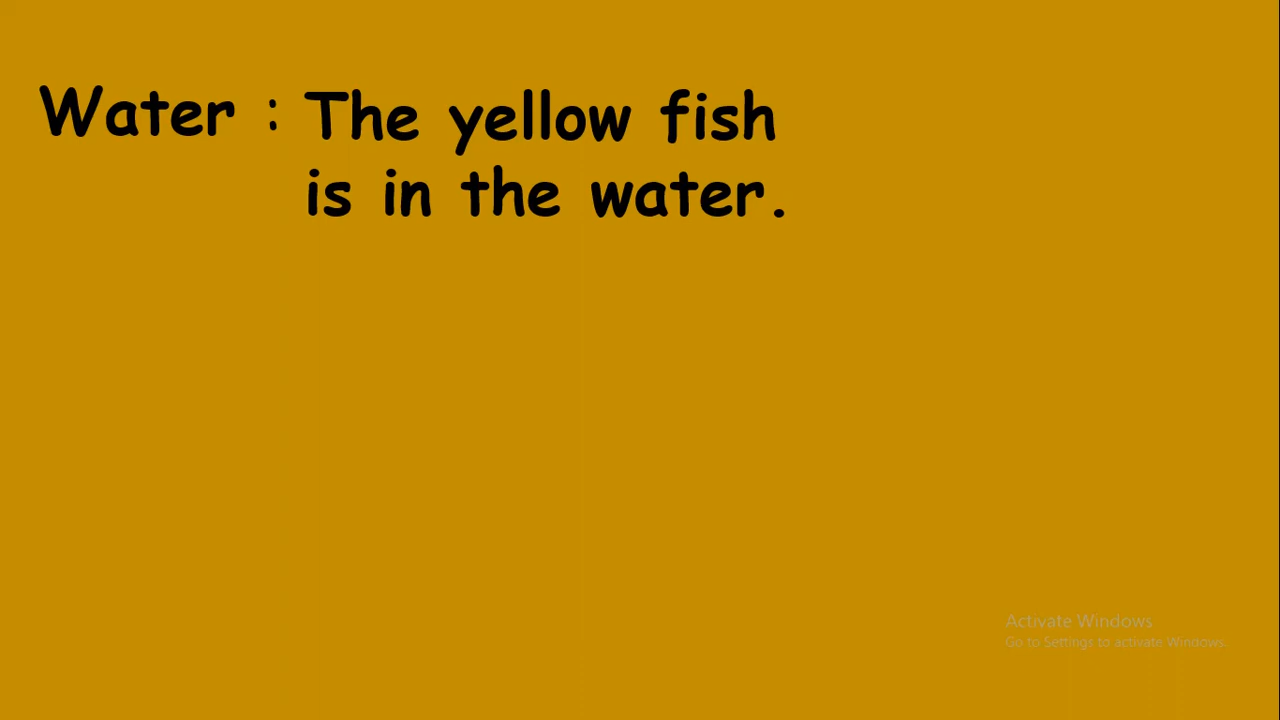 Water : The yellow fish
is in the water.
Activate Windows
Go to Settings to activate Windows.